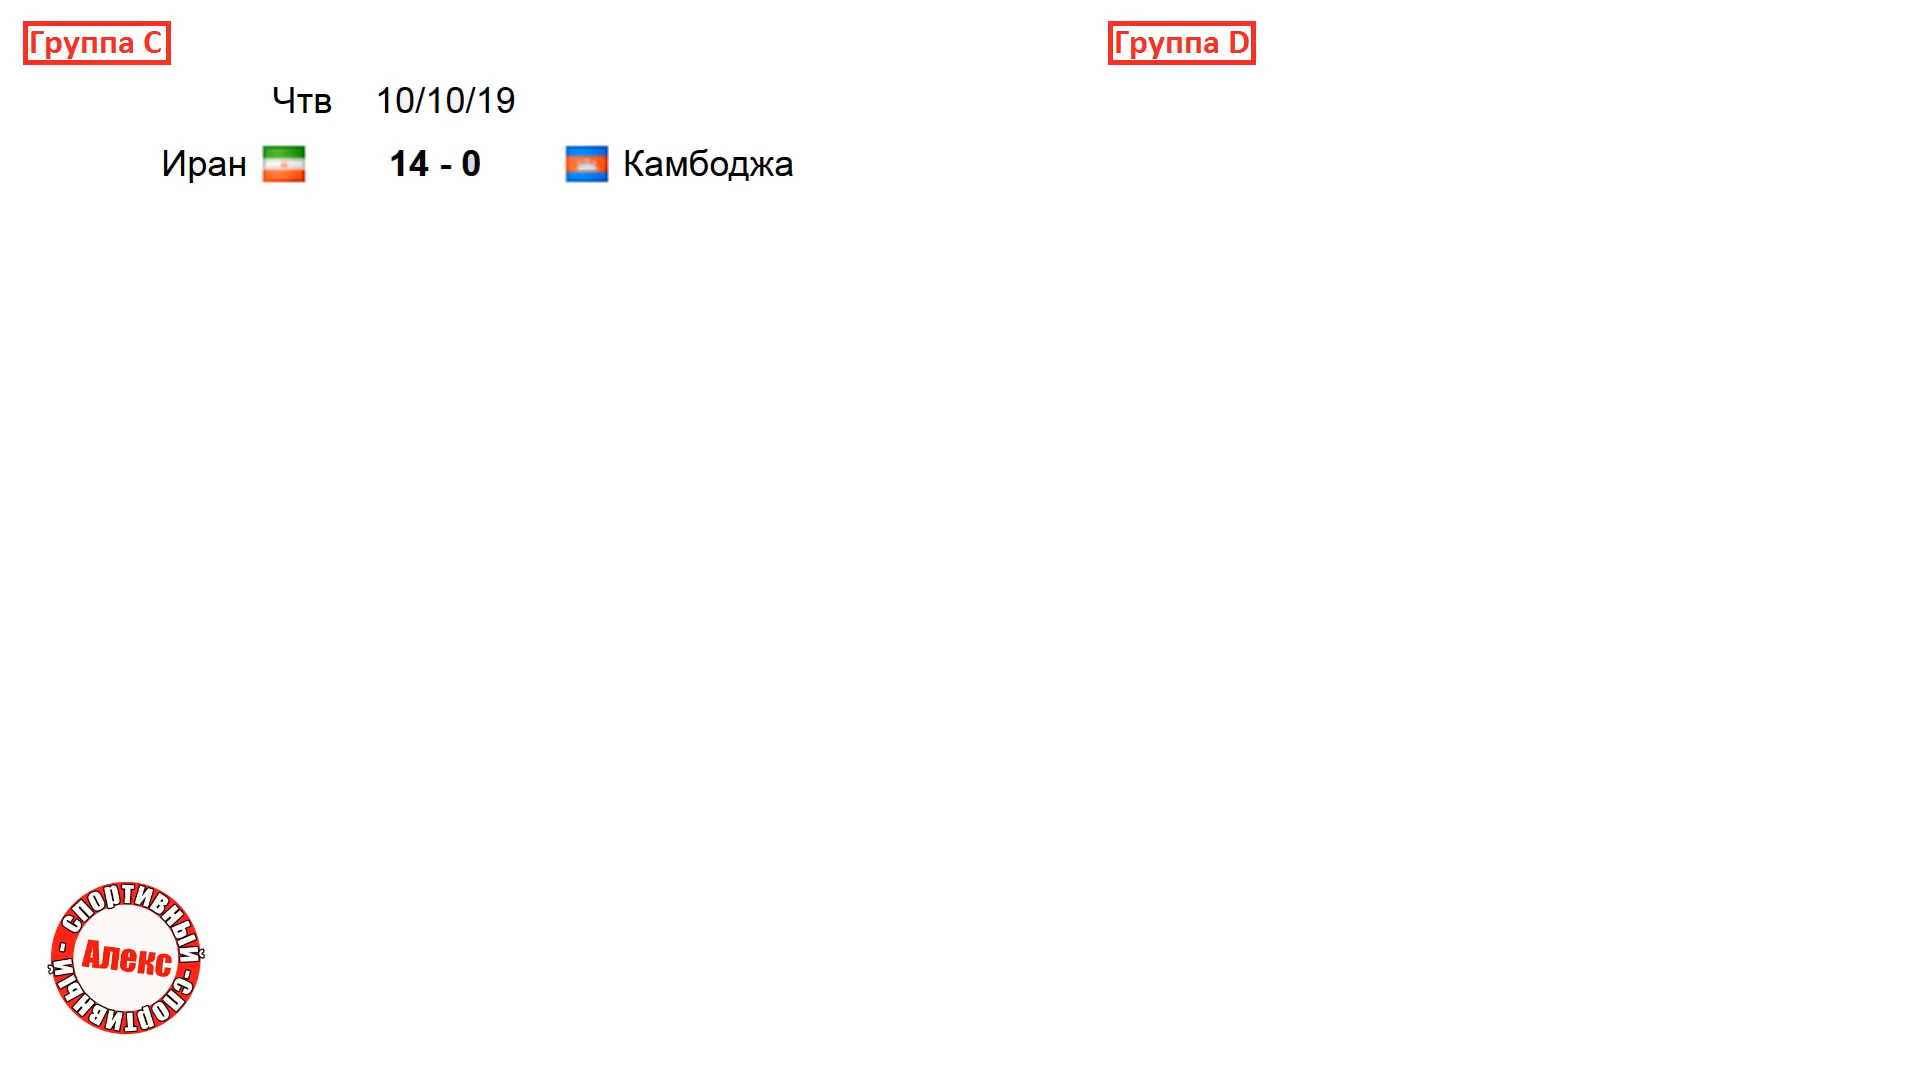 Группа C
Группа D
Чтв 10/10/19
Иран 14 - 0 Камбоджа
- СПОРТИВНЫЙ - СПОРТИВНЫЙ
Алекс